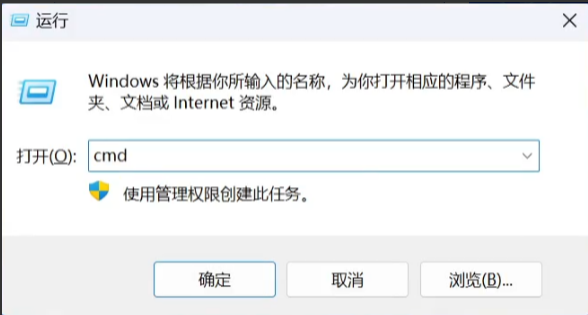 运行
Windows 将根据你所输入的名称，为你打开相应的程序、文件
夹、文档或 Internet 资源。
打开(O): cmd
使用管理权限创建此任务。
确定 取消 浏览(B)...